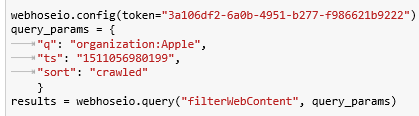 webhoseio.config(token="3a106df2-6a0b-4951-b277-f986621b9222")
query_params = {
"q": "organization:Apple",
"ts": "1511056980199",
"sort": "crawled"
}
results = webhoseio.query("filterWebContent", query_params)